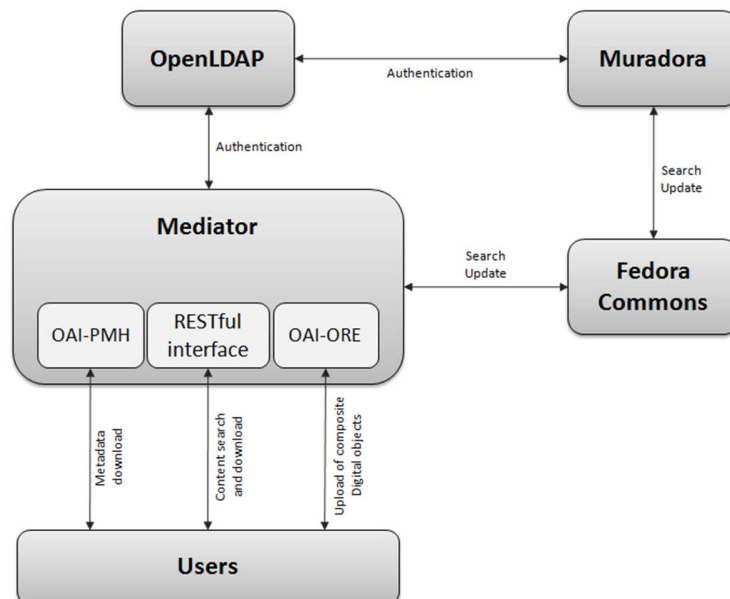 OpenLDAP
Muradora
Authentication
Authentication
Search
Update
Mediator
Search
Update
Fedora
Commons
OAI-PMH
RESTful
interface
OAI-ORE
Metadata
download
Content search
and download
Upload of composite
Digital objects
Users